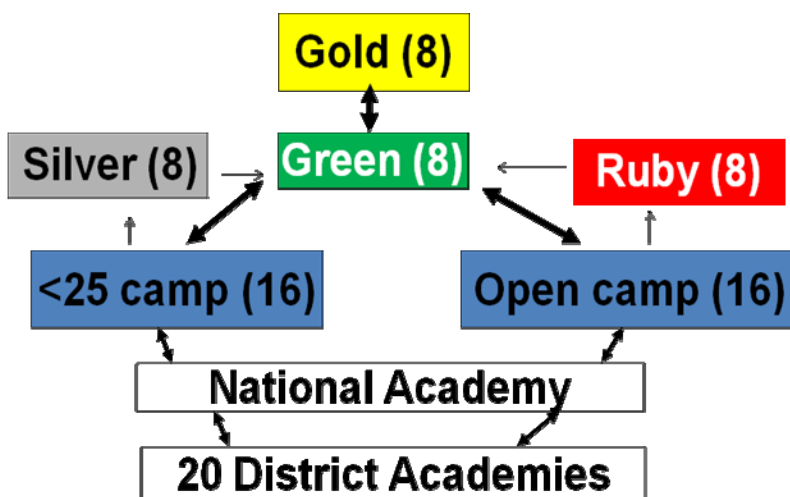 Gold (8)
Silver (8)
Green (8)
Ruby (8)
<25 camp (16)
Open camp (16)
National Academy
20 District Academies